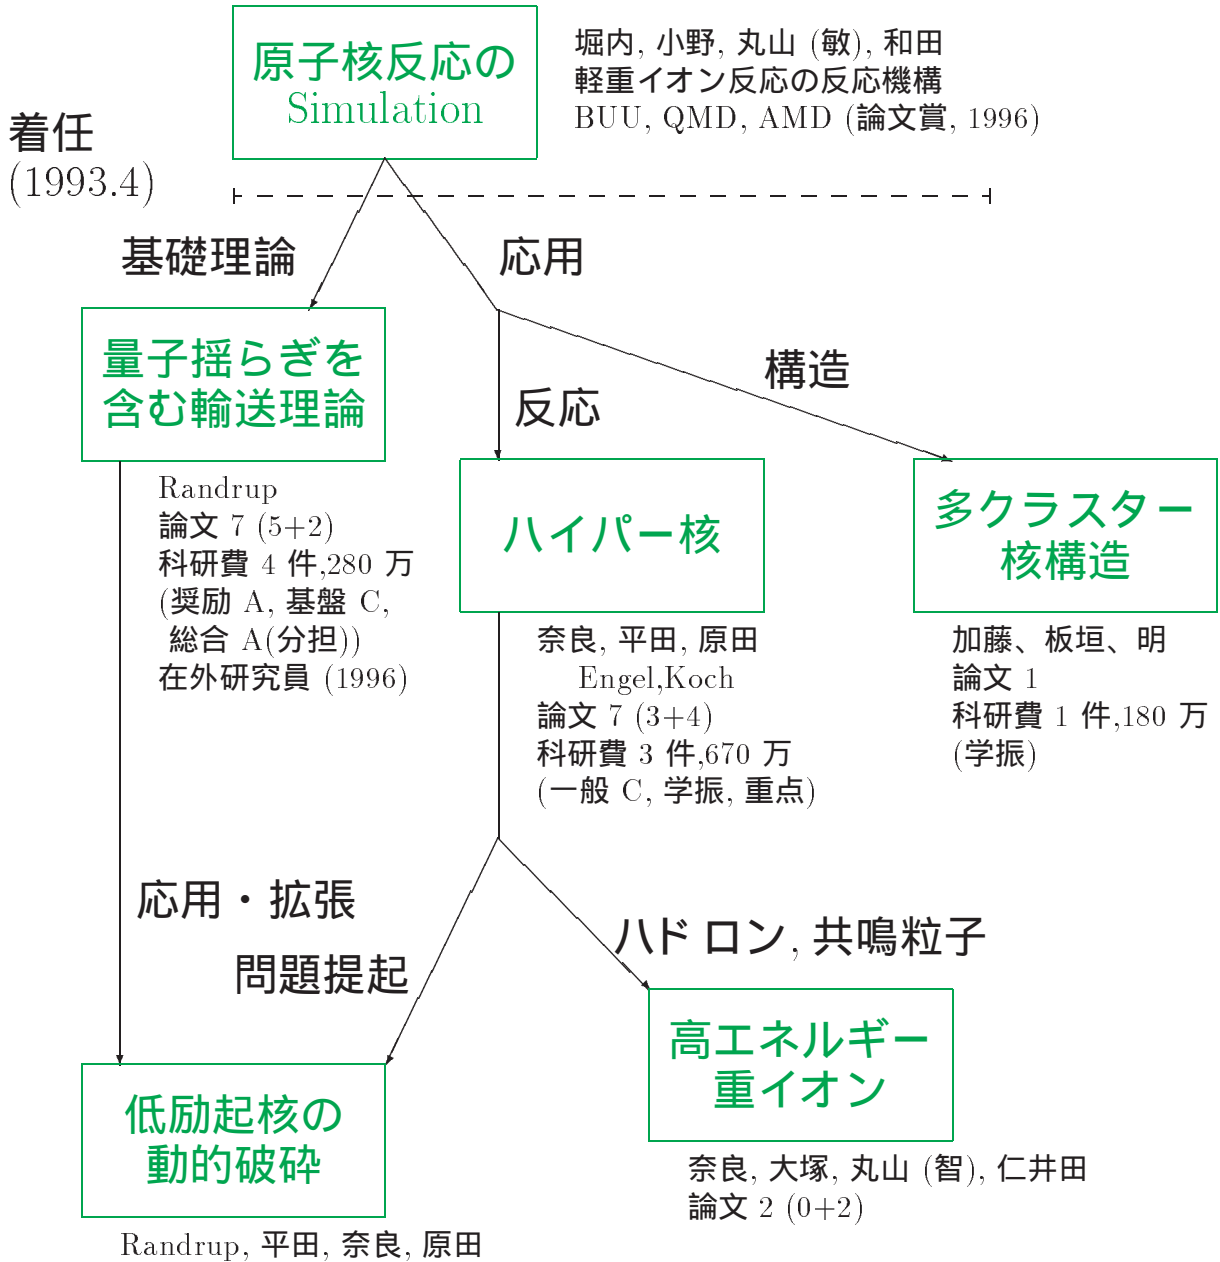 原子核反応の
Simulation
堀内, 小野, 丸山 (敏), 和田
軽重イオン反応の反応機構
BUU, QMD, AMD (論文賞, 1996)
着任
(1993.4)
基礎理論
応用
量子揺らぎを
含む輸送理論
構造
反応
Randrup
論文 7 (5+2)
科研費 4 件,280 万
(奨励 A, 基盤 C,
総合 A(分担))
在外研究員 (1996)
ハイパー核
奈良, 平田, 原田
Engel,Koch
論文 7 (3+4)
科研費 3 件,670 万
(一般 C, 学振, 重点)
多クラスター
核構造
加藤、板垣、明
論文 1
科研費 1 件,180 万
(学振)
応用・拡張
問題提起
ハドロン, 共鳴粒子
高エネルギー
重イオン
奈良, 大塚, 丸山 (智), 仁井田
論文 2 (0+2)
低励起核の
動的破砕
Randrup, 平田, 奈良, 原田